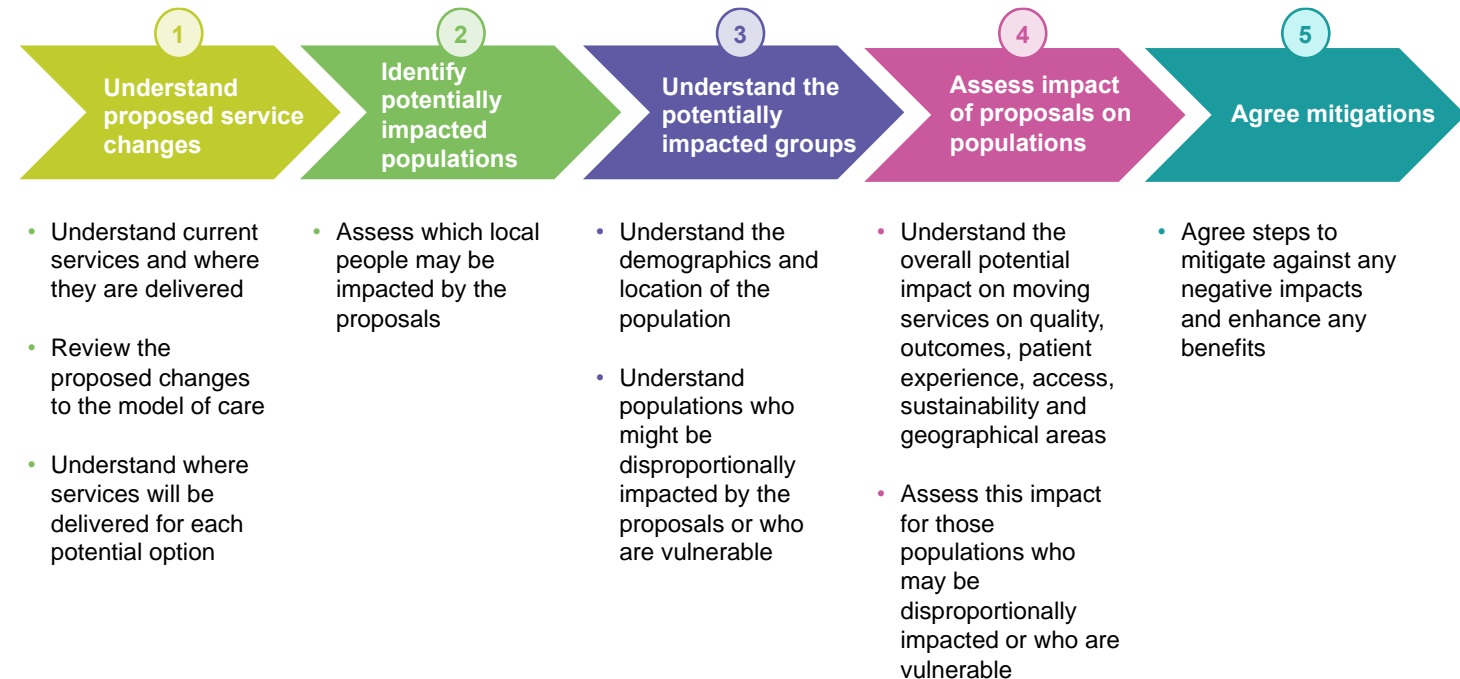 1
Understand
proposed service
changes
2
Identify
potentially
impacted
populations
3
Understand the
potentially
impacted groups
4
Assess impact
of proposals on
populations
5
Agree mitigations
• Understand current
services and where
they are delivered
• Review the
proposed changes
to the model of care
• Understand where
services will be
delivered for each
potential option
• Assess which local
people may be
impacted by the
proposals
• Understand the
demographics and
location of the
population
• Understand
populations who
might be
disproportionally
impacted by the
proposals or who
are vulnerable
• Understand the
overall potential
impact on moving
services on quality,
outcomes, patient
experience, access,
sustainability and
geographical areas
• Assess this impact
for those
populations who
may be
disproportionally
impacted or who are
vulnerable
• Agree steps to
mitigate against any
negative impacts
and enhance any
benefits